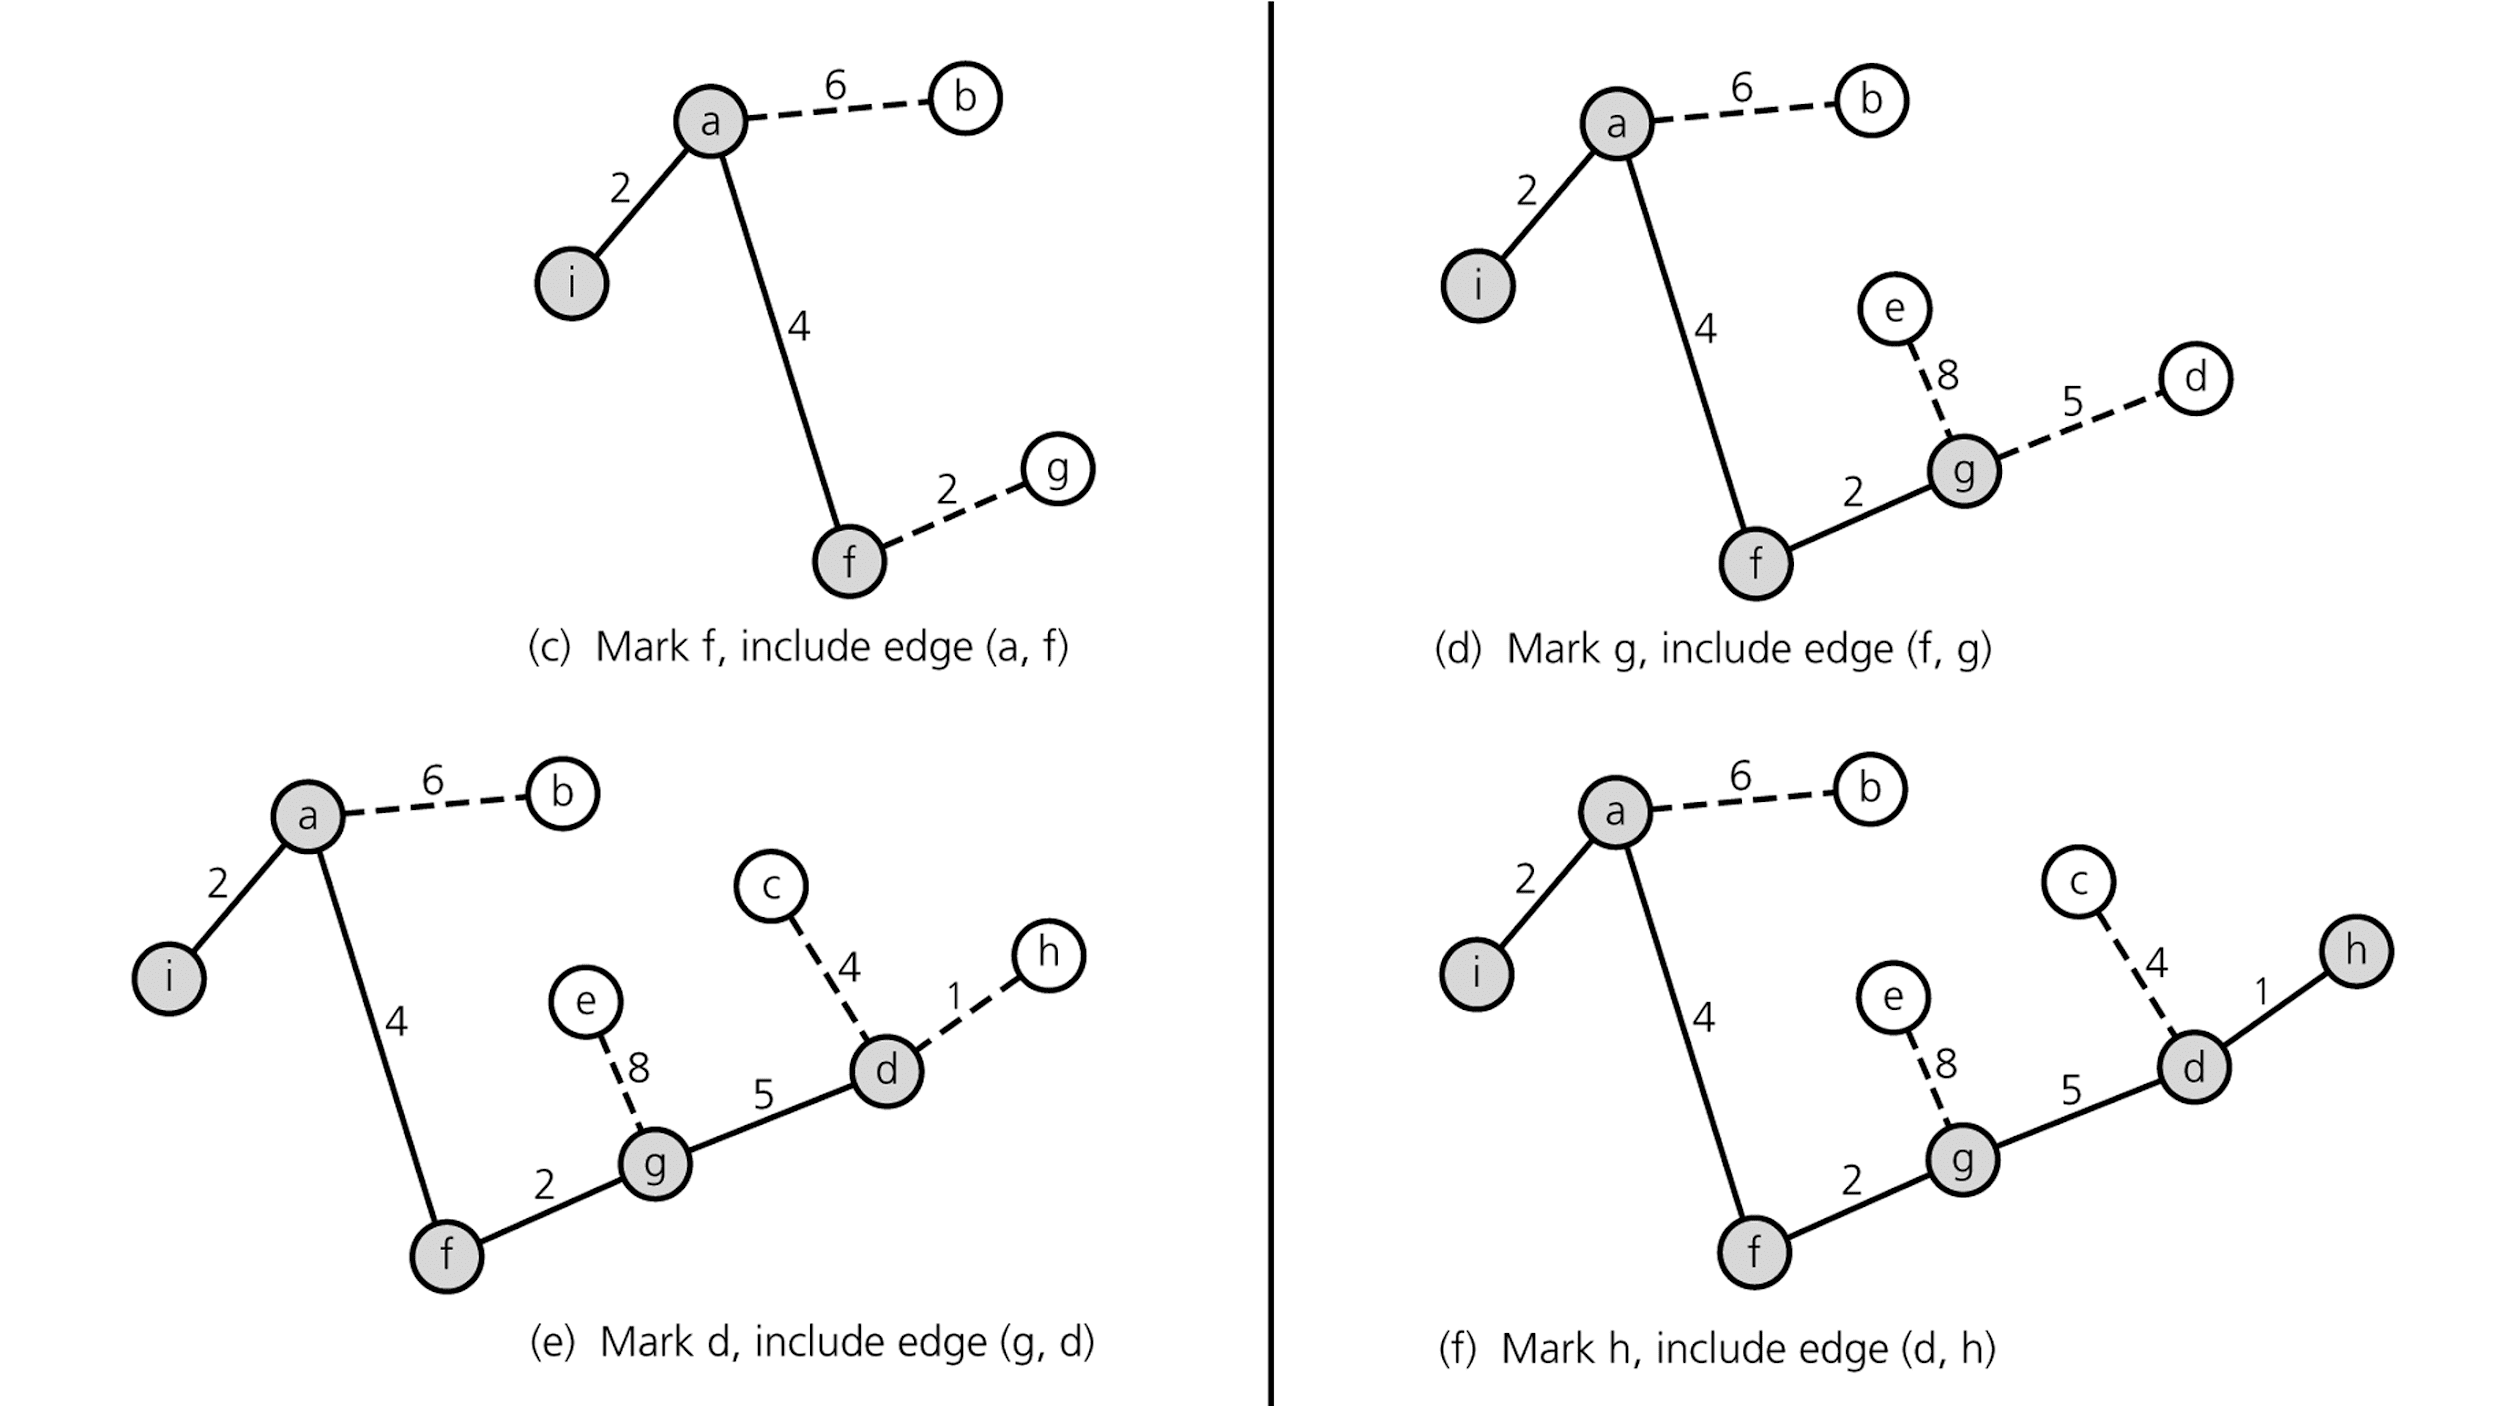 6
a
b
2
i
4
g
2
f
(c) Mark f, include edge (a, f)
6
a
b
2
i
e
4
8
d
5
g
2
f
(d) Mark g, include edge (f, g)
6
a
b
2
c
i
h
e
4
1
4
8
d
5
g
2
f
(e) Mark d, include edge (g, d)
6
a
b
2
c
i
h
e
4
1
4
8
d
5
g
2
f
(f) Mark h, include edge (d, h)